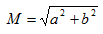 M = √(a² + b²)